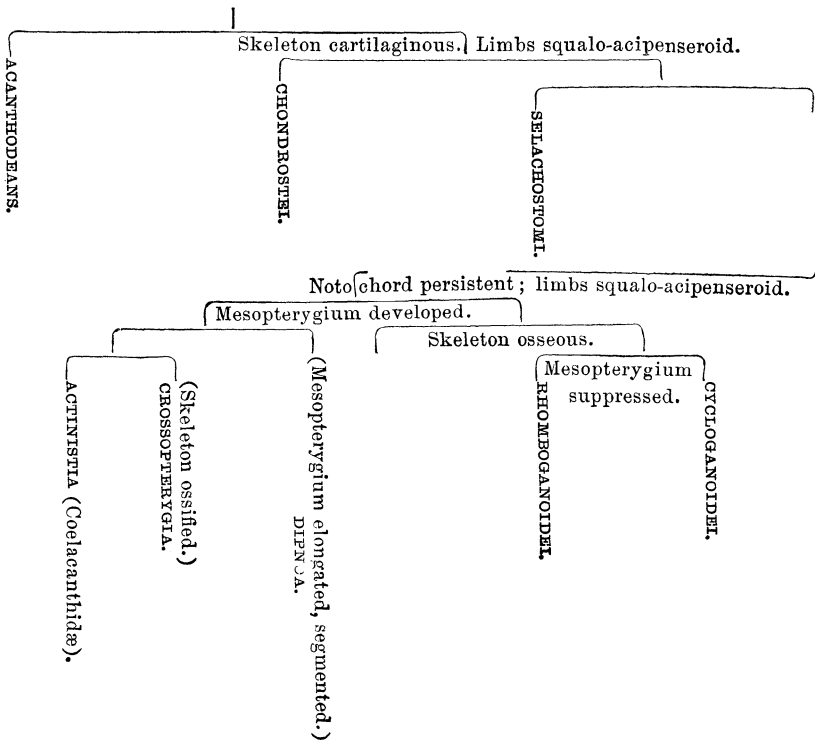 Skeleton cartilaginous. Limbs squalo-acipenseroid.
ACANTHODEANS.
CHONDROSTEI.
SELACHOSTOMI.
Notochord persistent; limbs squalo-acipenseroid.
Mesopterygium developed.
Skeleton osseous.
Mesopterygium
suppressed.
ACTINISTIA (Coelacanthidæ).
(Skeleton ossified.)
CROSSOPTERYGIA.
(Mesopterygium elongated, segmented.)
DIPNOA.
RHOMBOGANOIDEI.
CYCLOGANOIDEI.